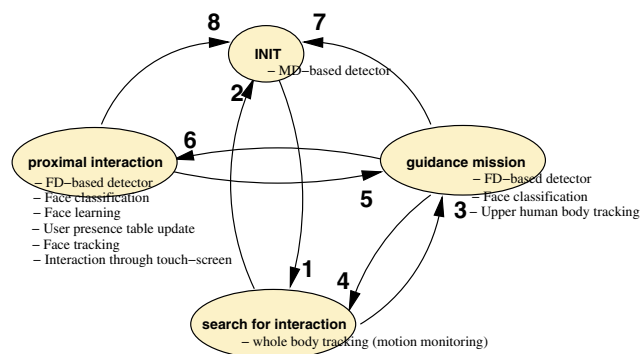 8
7
INIT
– MD–based detector
2
6
proximal interaction
– FD–based detector
– Face classification
– Face learning
– User presence table update
– Face tracking
– Interaction through touch–screen
guidance mission
– FD–based detector
– Face classification
– Upper human body tracking
5
3
1
4
search for interaction
– whole body tracking (motion monitoring)